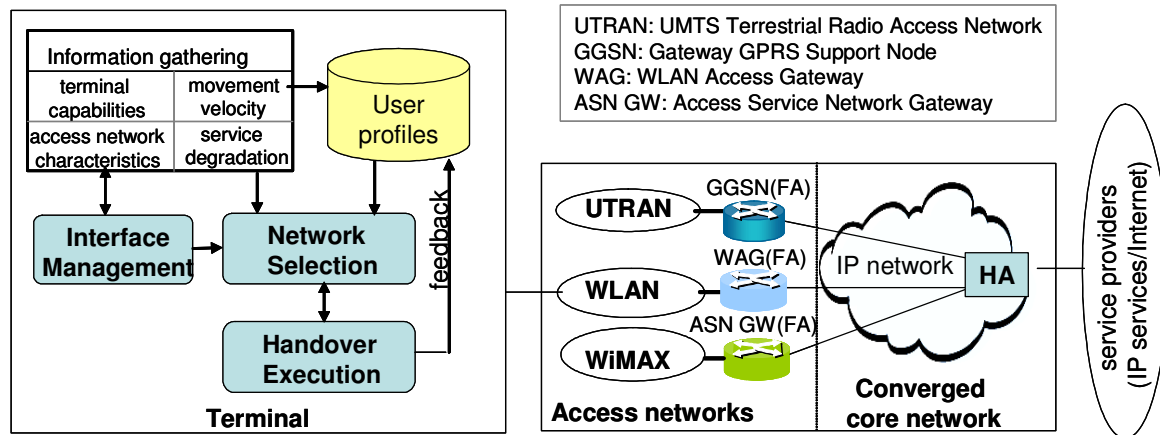 Information gathering
terminal
capabilities
movement
velocity
access network
characteristics
service
degradation
User
profiles
Interface
Management
Network
Selection
feedback
Handover
Execution
Terminal
UTRAN: UMTS Terrestrial Radio Access Network
GGSN: Gateway GPRS Support Node
WAG: WLAN Access Gateway
ASN GW: Access Service Network Gateway
GGSN(FA)
UTRAN
WAG(FA)
WLAN
ASN GW(FA)
WiMAX
Access networks
IP network
HA
Converged
core network
service providers
(IP services/Internet)